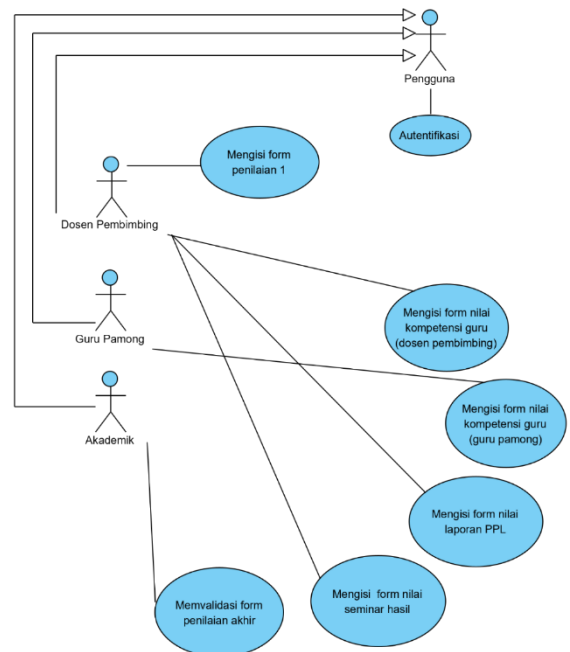 Pengguna
Autentifikasi
Mengisi form
penilaian 1
Dosen Pembimbing
Mengisi form nilai
kompetensi guru
(dosen pembimbing)
Guru Pamong
Mengisi form nilai
kompetensi guru
(guru pamong)
Akademik
Mengisi form nilai
laporan PPL
Mengisi form nilai
seminar hasil
Memvalidasi form
penilaian akhir